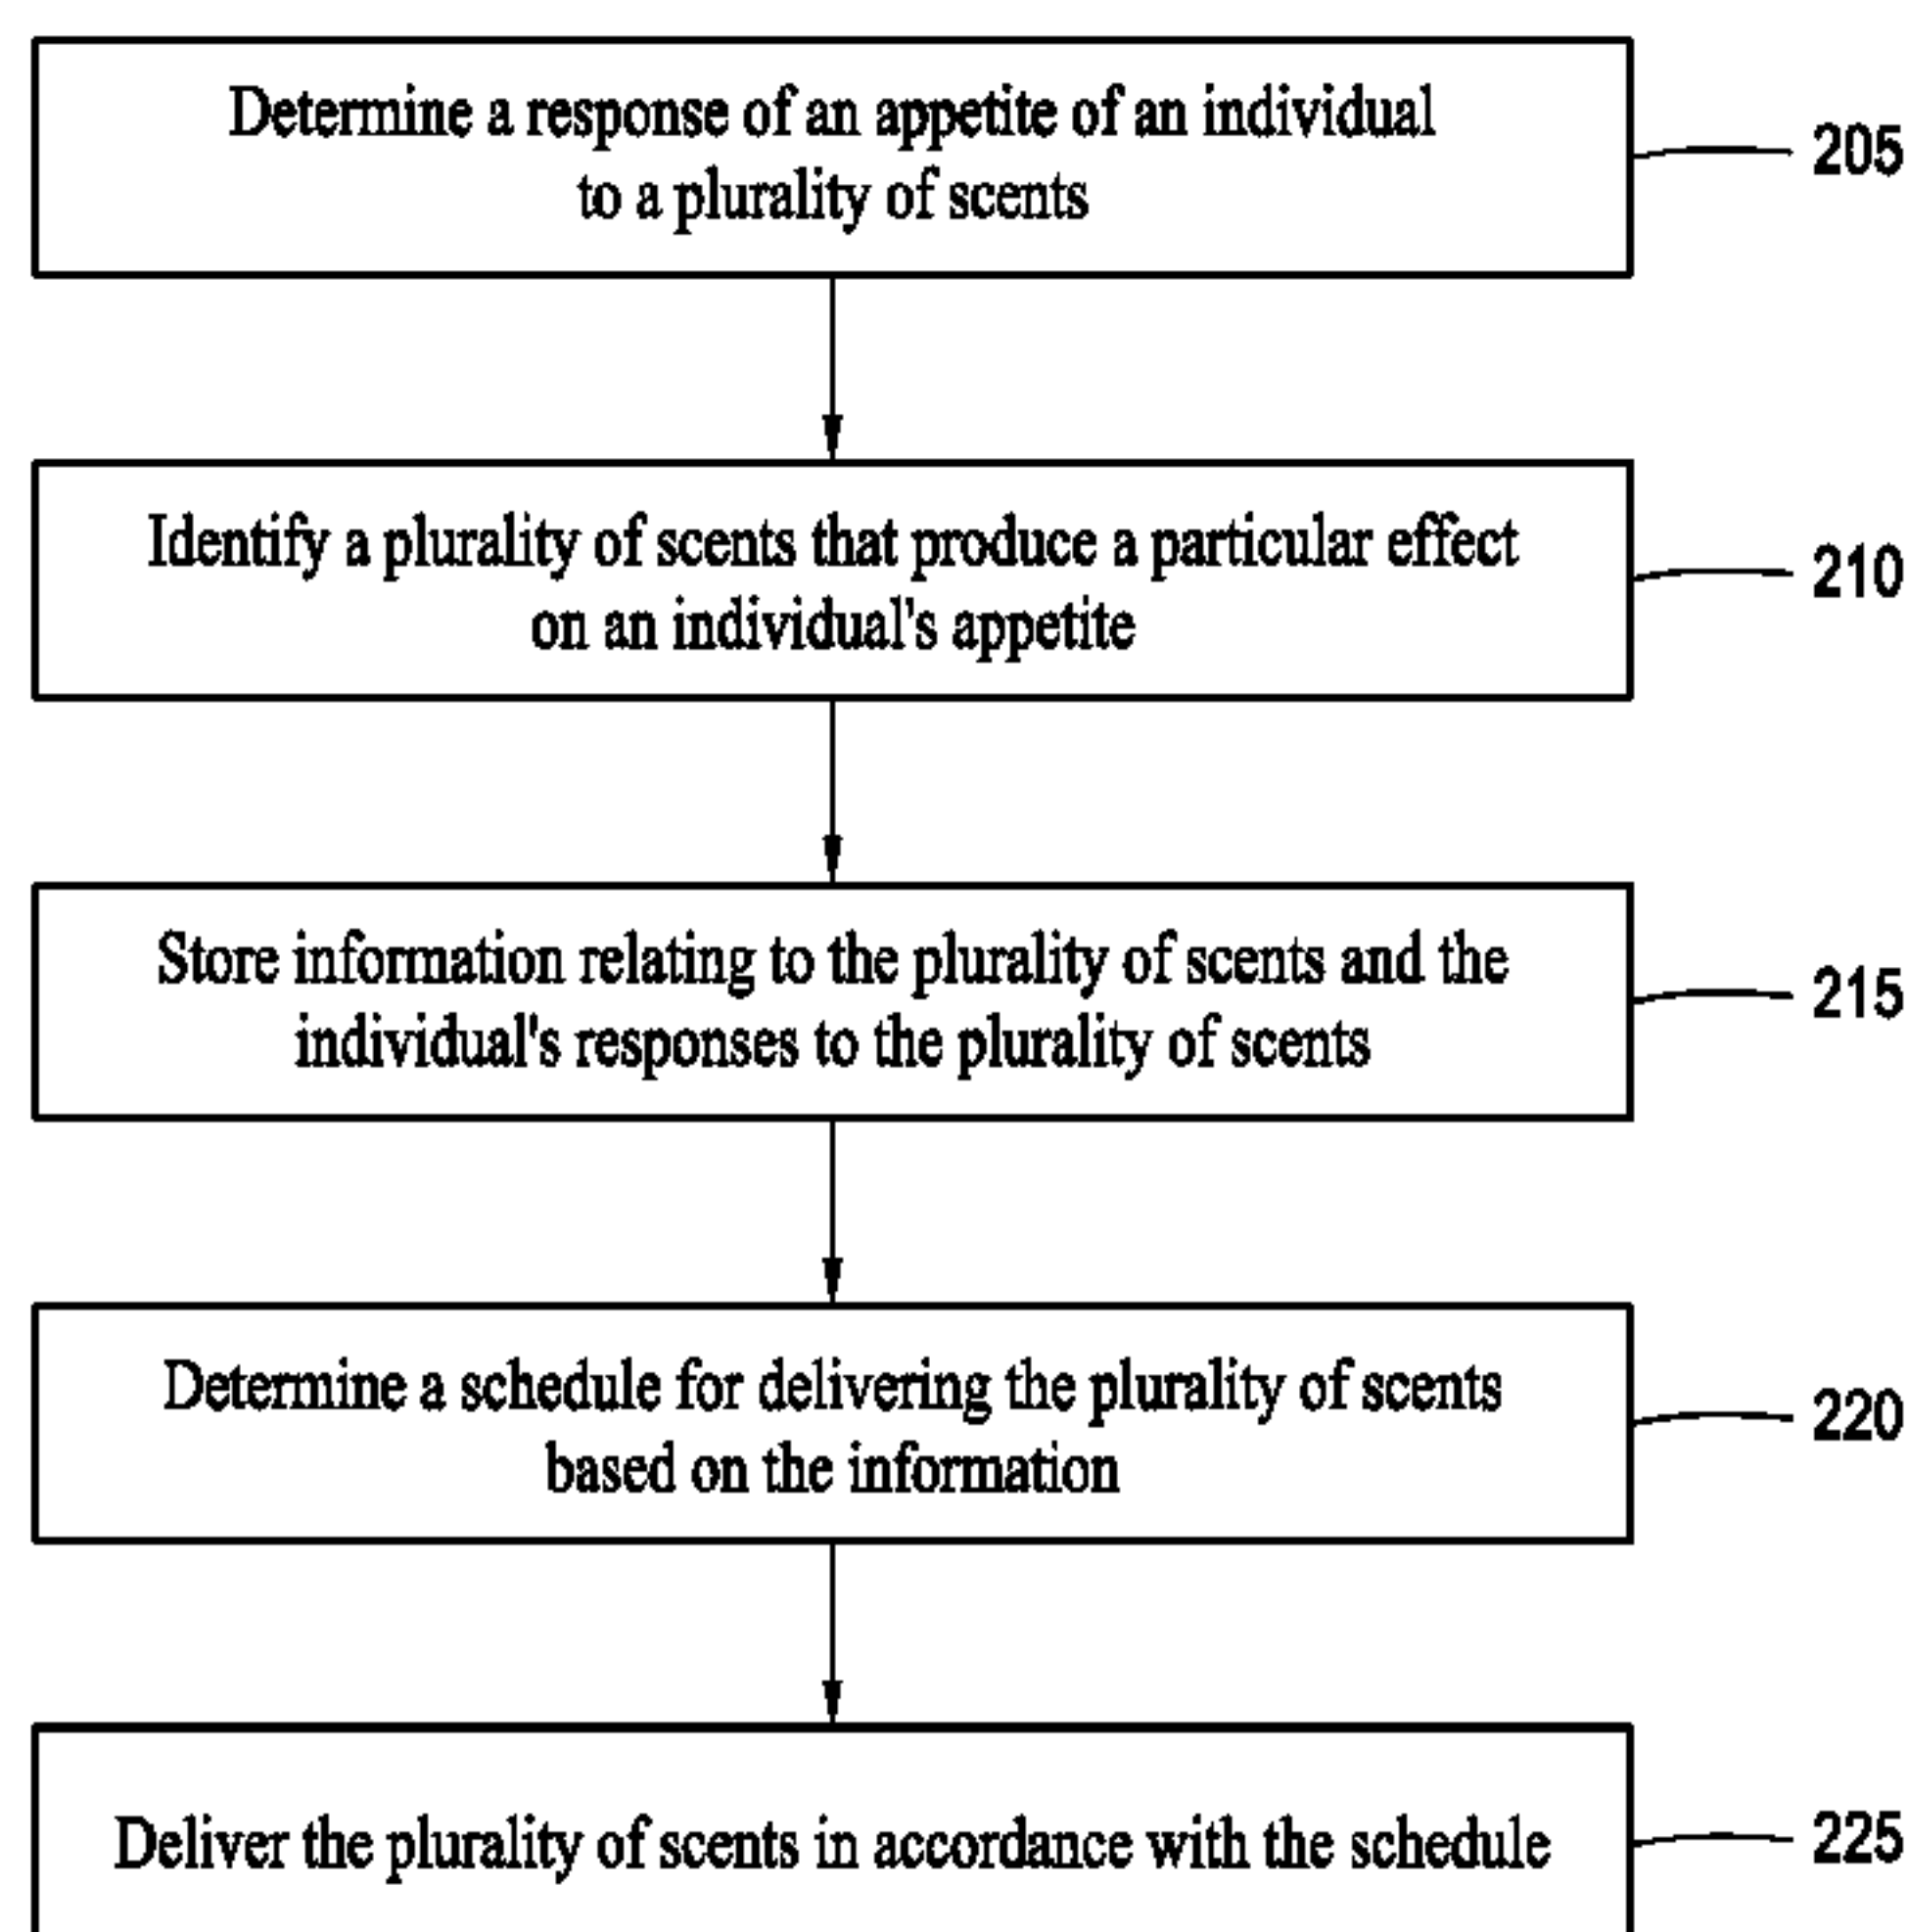 Determine a response of an appetite of an individual
to a plurality of scents
205
Identify a plurality of scents that produce a particular effect
on an individual's appetite
210
Store information relating to the plurality of scents and the
individual's responses to the plurality of scents
215
Determine a schedule for delivering the plurality of scents
based on the information
220
Deliver the plurality of scents in accordance with the schedule
225